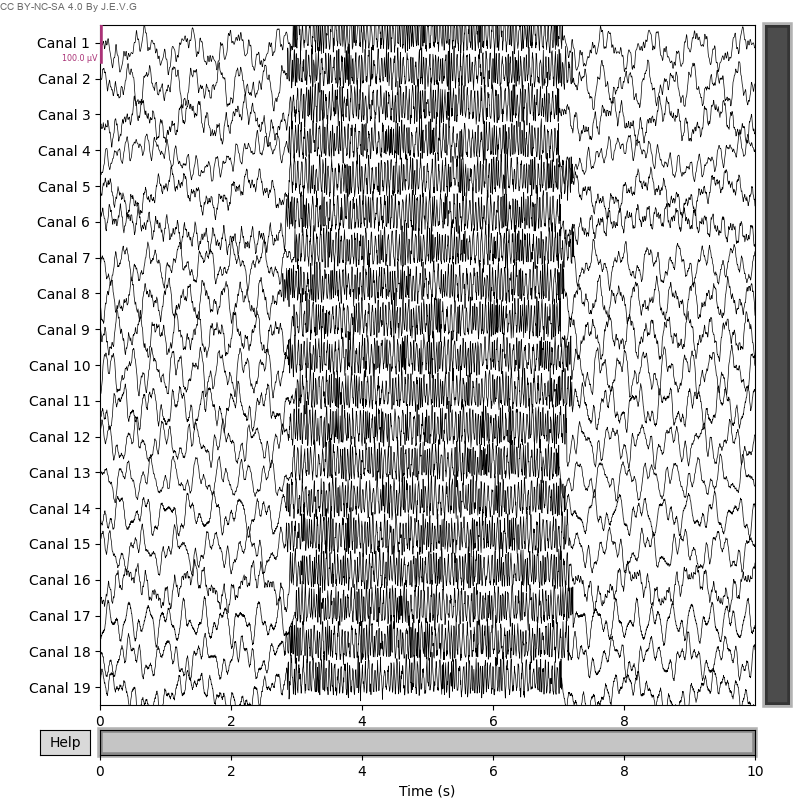 CC BY-NC-SA 4.0 By J.E.V.G
Canal 1
100.0 µV
Canal 2
Canal 3
Canal 4
Canal 5
Canal 6
Canal 7
Canal 8
Canal 9
Canal 10
Canal 11
Canal 12
Canal 13
Canal 14
Canal 15
Canal 16
Canal 17
Canal 18
Canal 19
0 2 4 6 8
Help
0 2 4 6 8 10
Time (s)